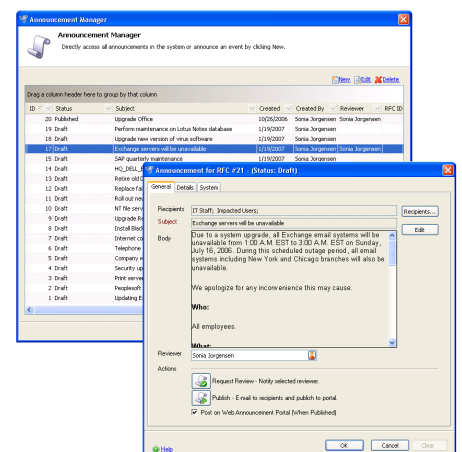 Announcement Manager
Announcement Manager
Directly access all announcements in the system or announce an event by clicking New.
New Edit Delete
Drag a column header here to group by that column
ID Status Subject Created Created By Reviewer RFC ID
20 Published Upgrade Office 10/26/2006 Sonia Jorgensen Sonia Jorgensen
19 Draft Perform maintenance on Lotus Notes database 1/19/2007 Sonia Jorgensen
18 Draft Upgrade new version of virus software 1/19/2007 Sonia Jorgensen
17 Draft Exchange servers will be unavailable 1/19/2007 Sonia Jorgensen Sonia Jorgensen
15 Draft SAP quarterly maintenance 1/19/2007 Sonia Jorgensen
14 Draft HQ_DELL_
13 Draft Retire old D
12 Draft Replace fai
11 Draft Roll out nev
10 Draft NT file serv
9 Draft Upgrade Re
8 Draft Install Black
7 Draft Internet co
6 Draft Telephone
5 Draft Company w
4 Draft Security up
3 Draft Print server
2 Draft Peoplesoft
1 Draft Updating E
Announcement for RFC #21 - (Status: Draft)
General Details System
Recipients IT Staff; Impacted Users; Recipients...
Subject Exchange servers will be unavailable Edit
Body Due to a system upgrade, all Exchange email systems will be
unavailable from 1:00 A.M. EST to 3:00 A.M. EST on Sunday,
July 16, 2006. During this scheduled outage period, all email
systems including New York and Chicago branches will also be
unavailable.
We apologize for any inconvenience this may cause.
Who:
All employees.
What:
Reviewer Sonia Jorgensen
Actions
Request Review - Notify selected reviewer.
Publish - E-mail to recipients and publish to portal.
Post on Web Announcement Portal (When Published)
Help OK Cancel Clear